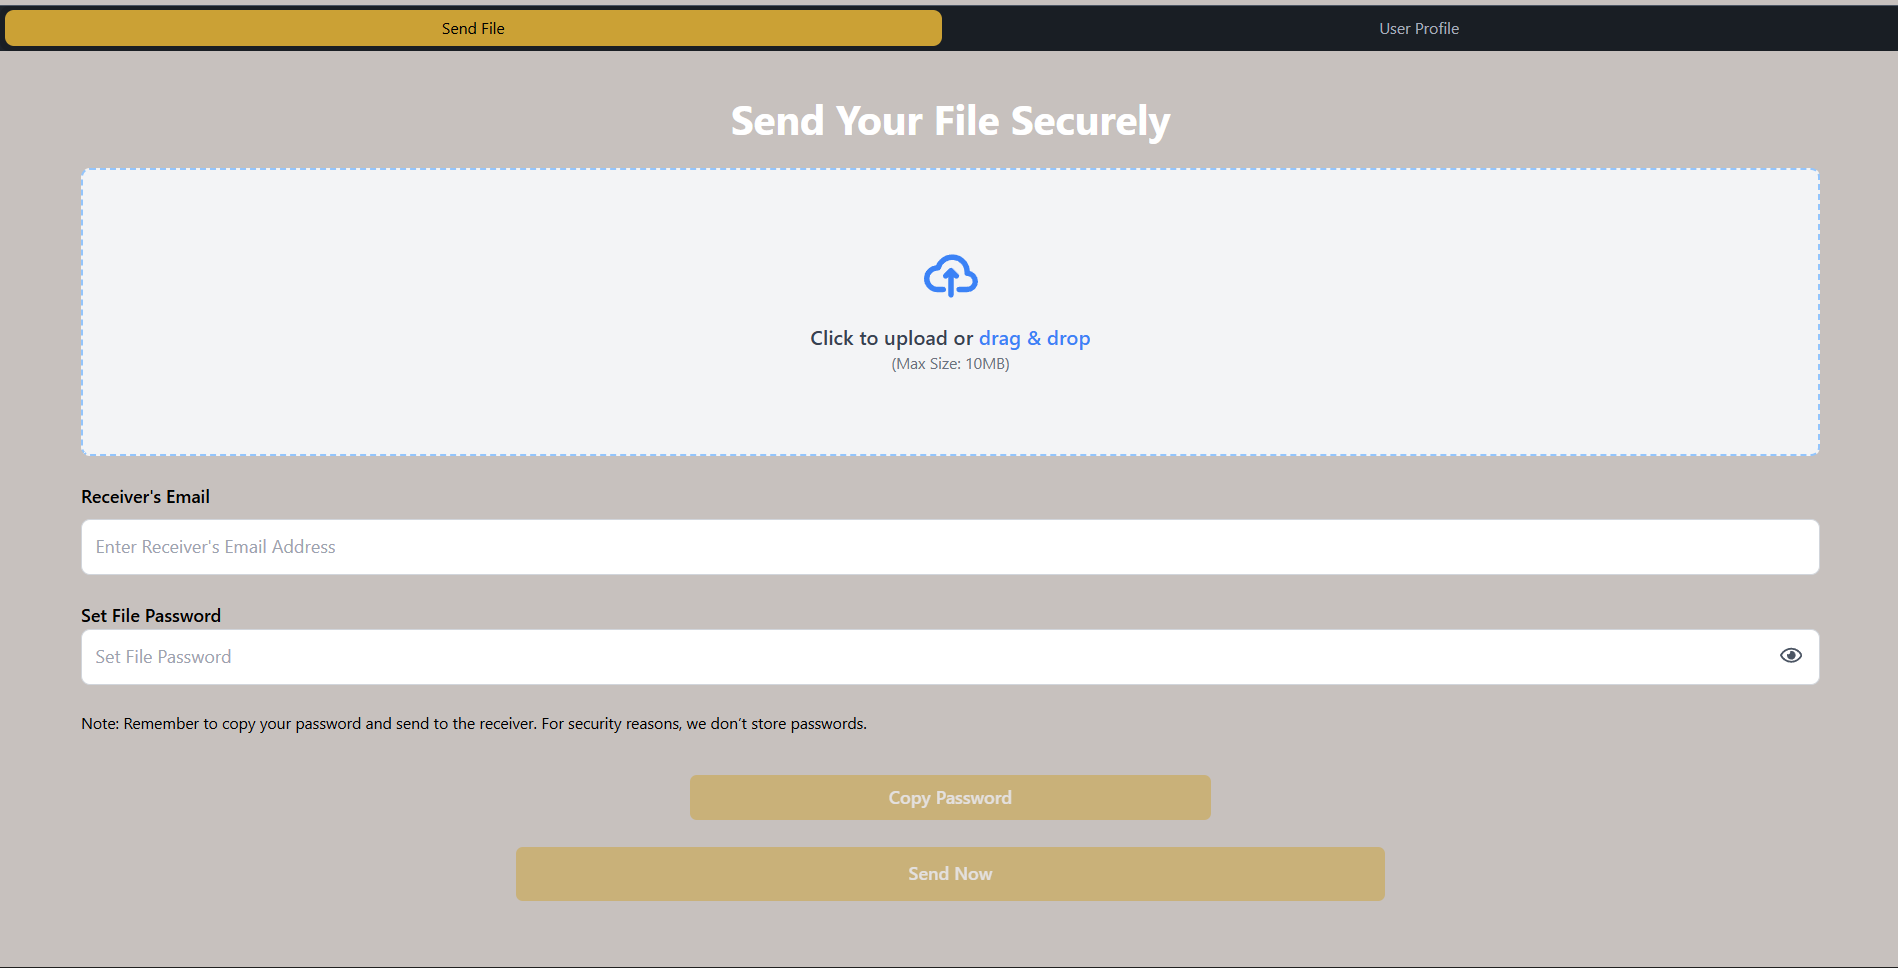 Send File
User Profile
Send Your File Securely
Click to upload or drag & drop
(Max Size: 10MB)
Receiver's Email
Enter Receiver's Email Address
Set File Password
Set File Password
Note: Remember to copy your password and send to the receiver. For security reasons, we don’t store passwords.
Copy Password
Send Now